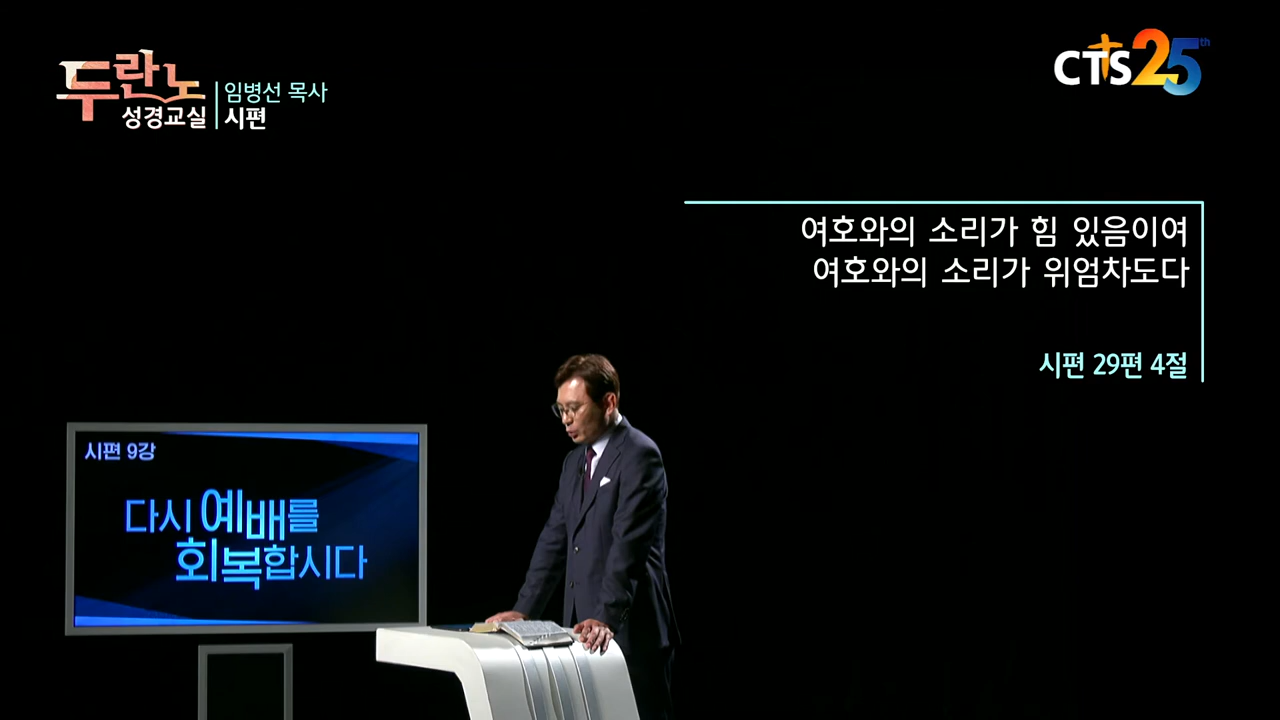 두란노
성경교실
임병선 목사
시편
CTS25th
여호와의 소리가 힘 있음이여
여호와의 소리가 위엄차도다
시편 29편 4절
시편 9강
다시 예배를
회복합시다